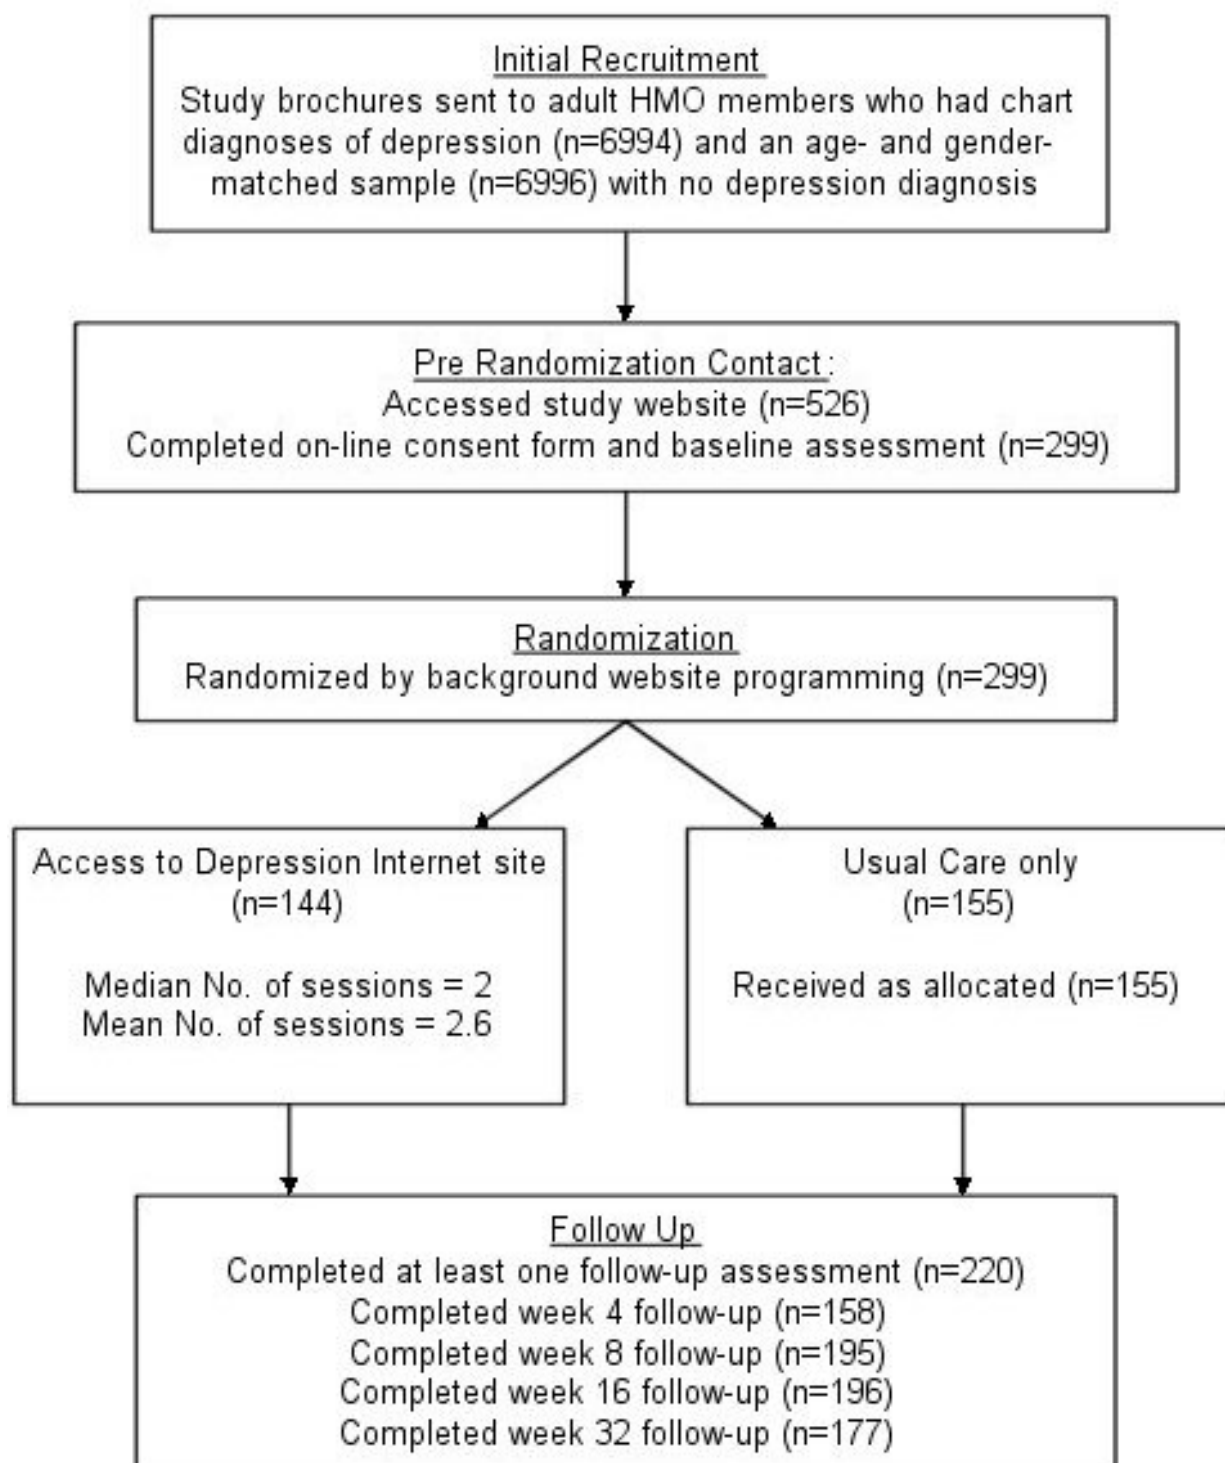 Initial Recruitment
Study brochures sent to adult HMO members who had chart
diagnoses of depression (n=6994) and an age- and gender-
matched sample (n=6996) with no depression diagnosis
Pre Randomization Contact:
Accessed study website (n=526)
Completed on-line consent form and baseline assessment (n=299)
Randomization
Randomized by background website programming (n=299)
Access to Depression Internet site
(n=144)
Median No. of sessions = 2
Mean No. of sessions = 2.6
Usual Care only
(n=155)
Received as allocated (n=155)
Follow Up
Completed at least one follow-up assessment (n=220)
Completed week 4 follow-up (n=158)
Completed week 8 follow-up (n=195)
Completed week 16 follow-up (n=196)
Completed week 32 follow-up (n=177)